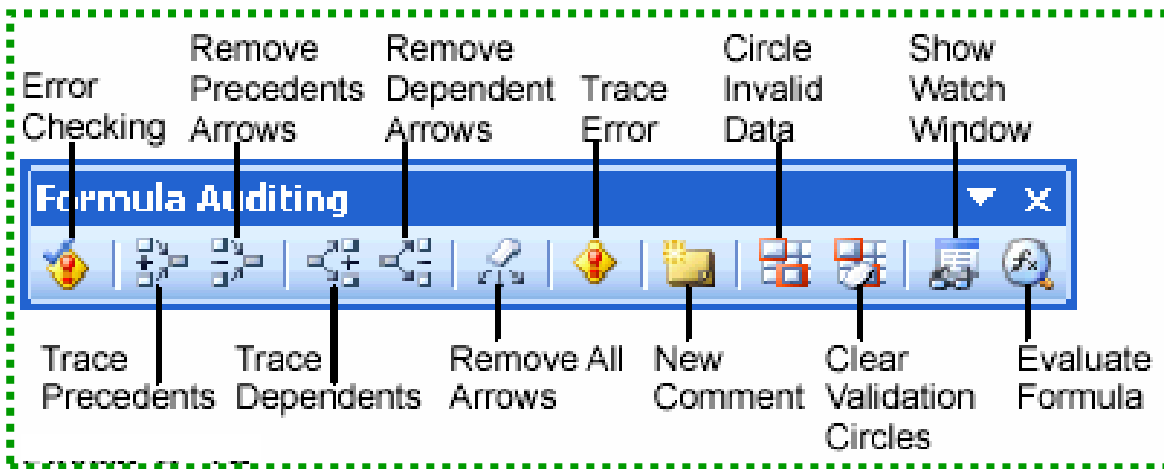 Error
Checking
Remove
Precedents
Arrows
Remove
Dependent
Arrows
Trace
Error
Circle
Invalid
Data
Show
Watch
Window
Formula Auditing
Trace
Precedents
Trace
Dependents
Remove All
Arrows
New
Comment
Clear
Validation
Circles
Evaluate
Formula